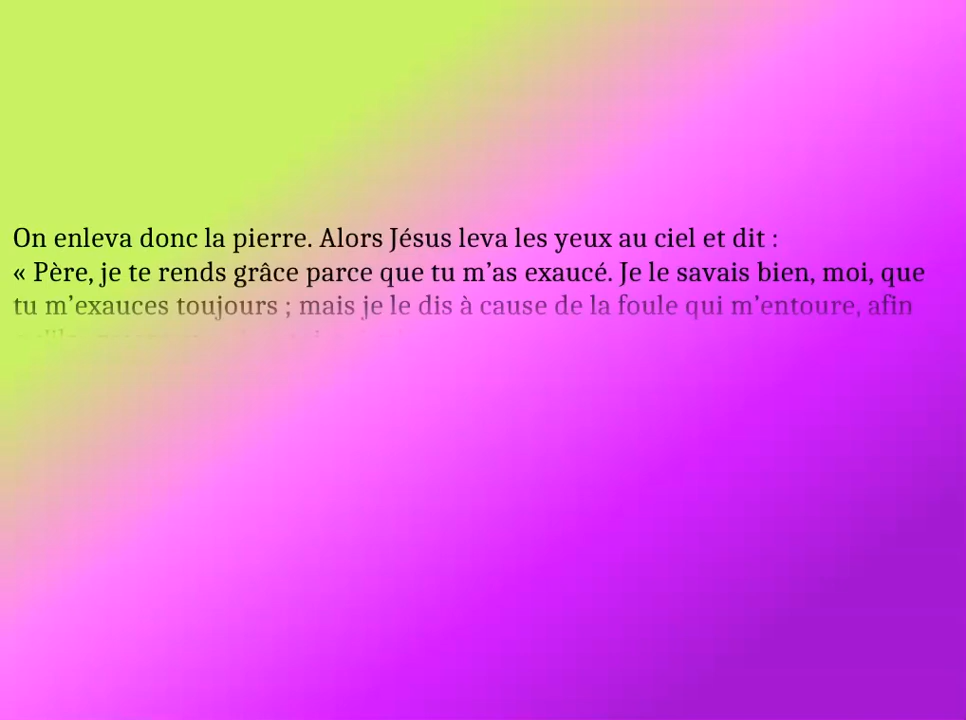 On enleva donc la pierre. Alors Jésus leva les yeux au ciel et dit :
« Père, je te rends grâce parce que tu m’as exaucé. Je le savais bien, moi, que
tu m’exauces toujours ; mais je le dis à cause de la foule qui m’entoure, afin